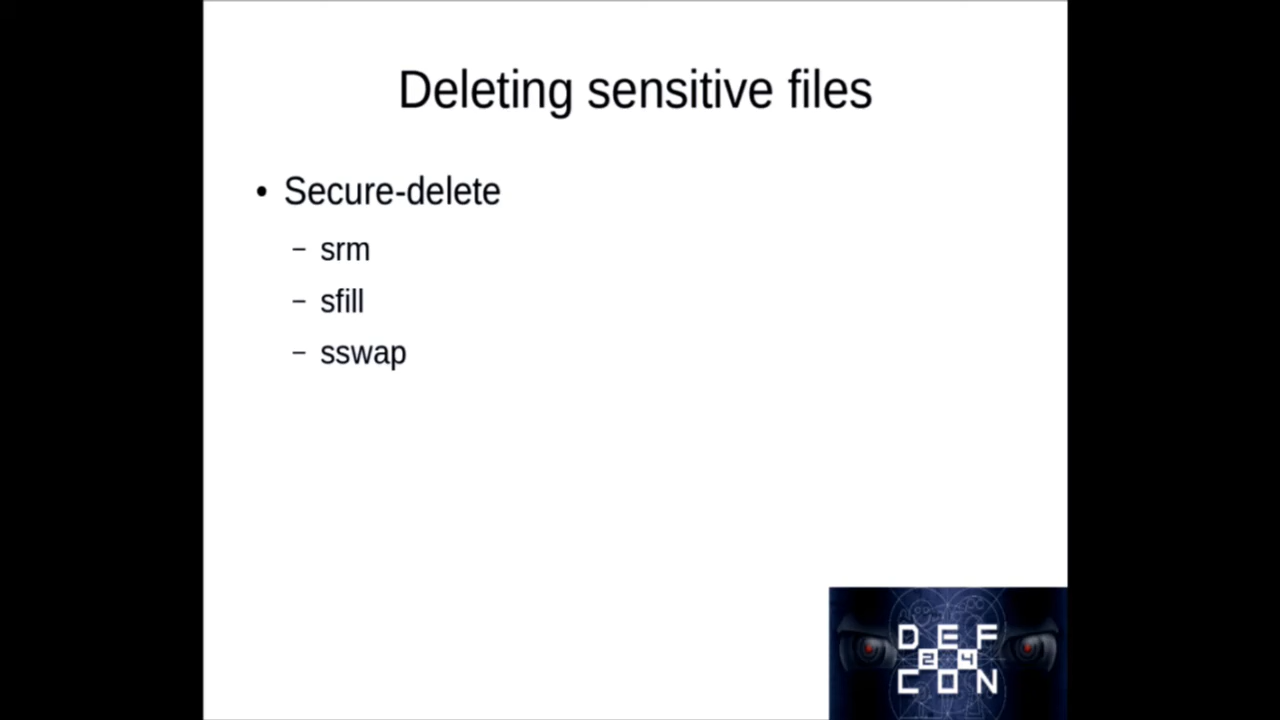 Deleting sensitive files
• Secure-delete
– srm
– sfill
– sswap
DEF
24
CON